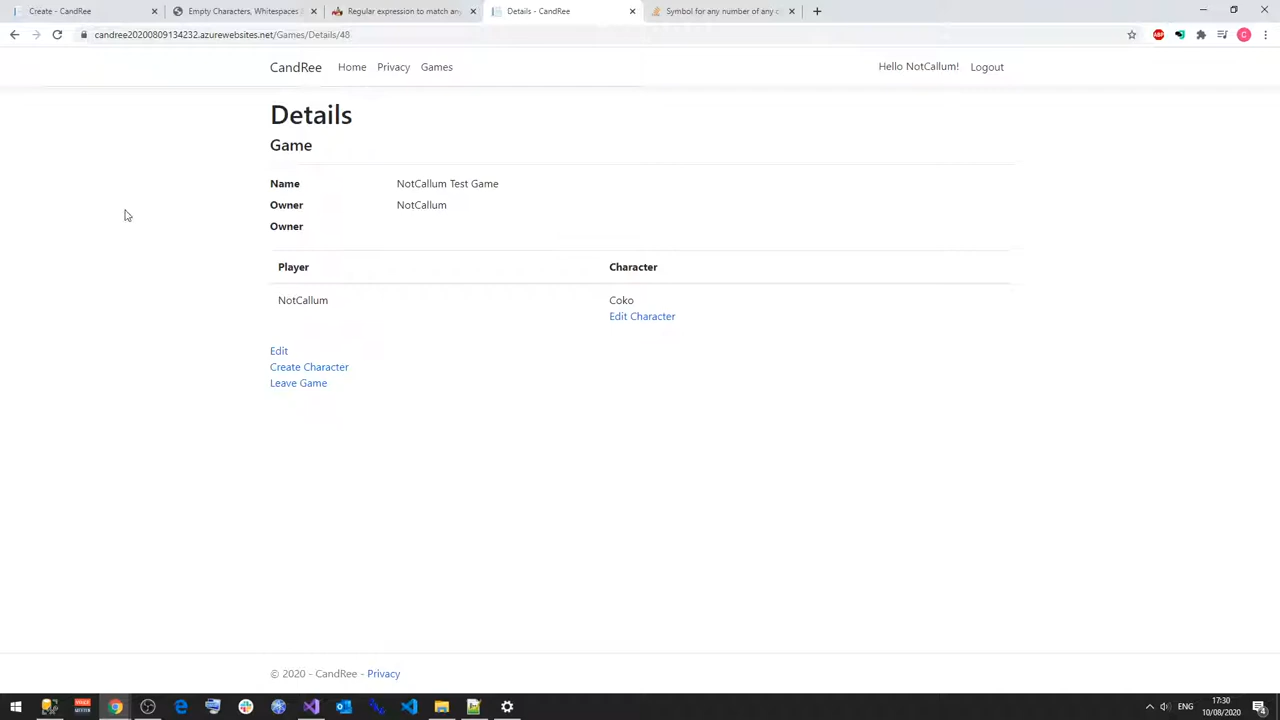 Create - CandRee
Empty Characters, Whitespaces S
Regular expression to match any
Details - CandRee
Symbol for any number of any c
candree20200809134232.azurewebsites.net/Games/Details/48
CandRee Home Privacy Games Hello NotCallum! Logout
Details
Game
Name NotCallum Test Game
Owner NotCallum
Owner
Player Character
NotCallum Coko
Edit Character
Edit
Create Character
Leave Game
© 2020 - CandRee - Privacy
ENG
17:30
10/08/2020